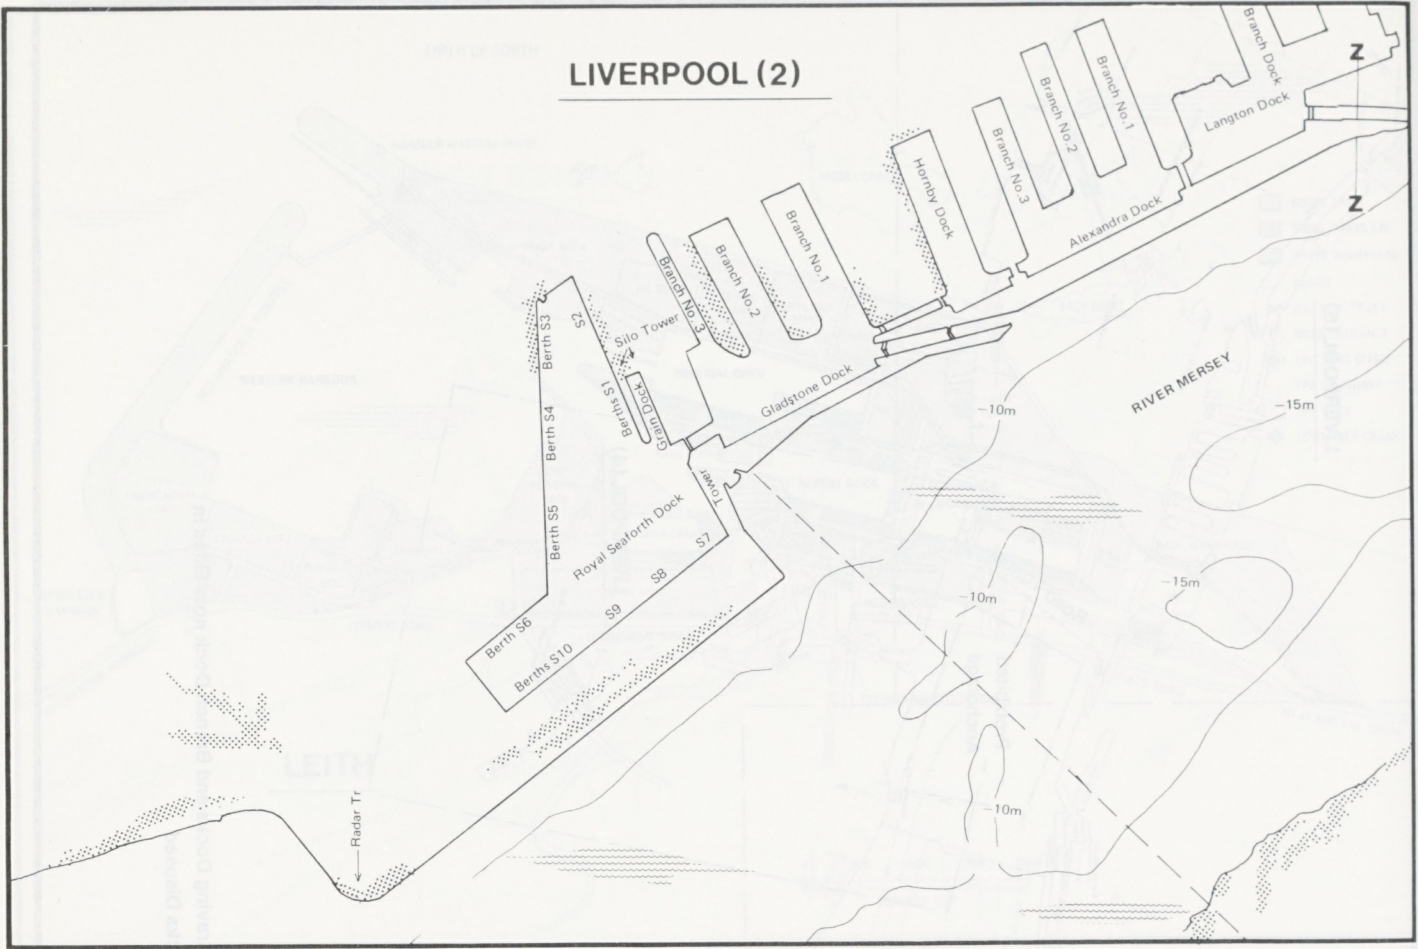 LIVERPOOL (2)
Branch Dock
Langton Dock
Z
Z
Branch No.1
Branch No.2
Branch No.3
Alexandra Dock
Hornby Dock
Branch No.1
Branch No.2
Branch No. 3
Gladstone Dock
Silo Tower
Grain Dock
Berths S1
S2
Berth S3
Berth S4
Berth S5
Berth S6
Royal Seaforth Dock
Tower
S7
S8
S9
Berths S10
RIVER MERSEY
-10m
-15m
-10m
-15m
-10m
Radar Tr
LEITH